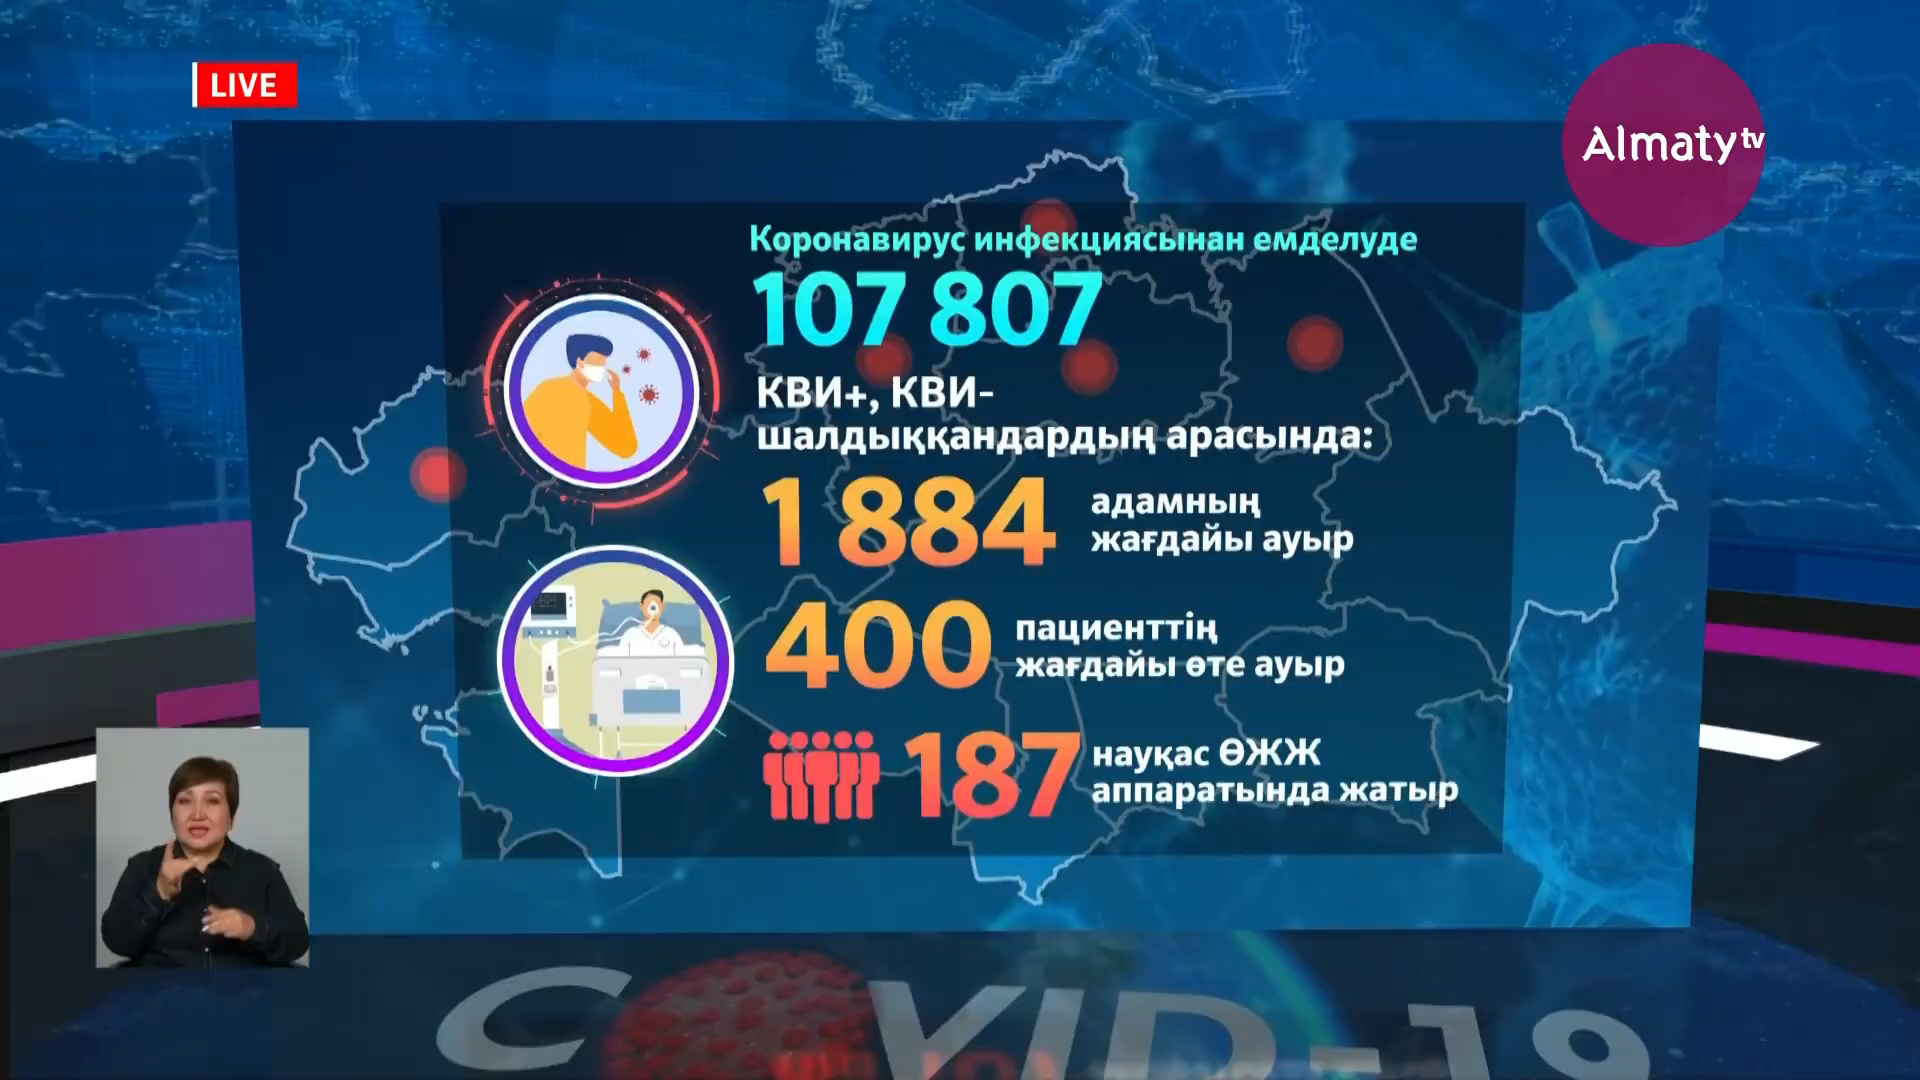 LIVE
Almaty tv
Коронавирус инфекциясынан емделуде
107 807
КВИ+, КВИ-
шалдыққандардың арасында:
1 884 адамның
жағдайы ауыр
400 пациенттің
жағдайы өте ауыр
187 науқас ӨЖЖ
аппаратында жатыр
COVID-19